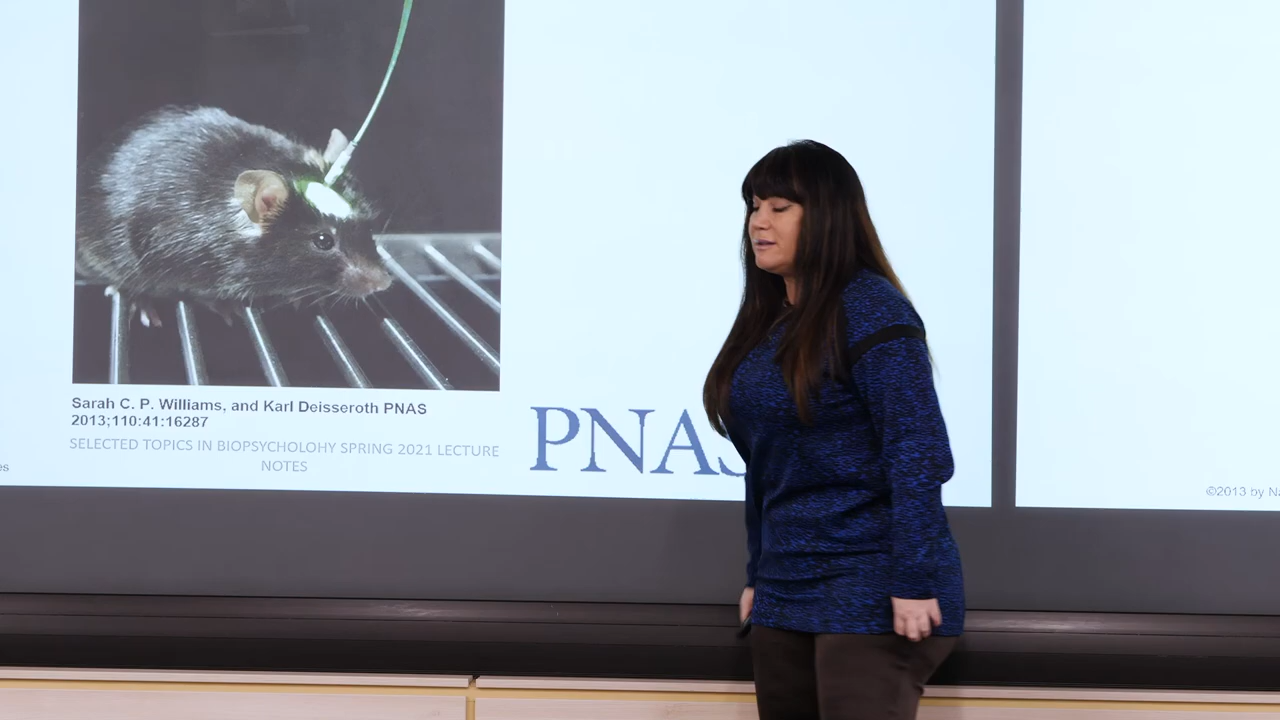 Sarah C. P. Williams, and Karl Deisseroth PNAS
2013;110:41:16287
SELECTED TOPICS IN BIOPSYCHOLOHY SPRING 2021 LECTURE
NOTES
PNAS
©2013 by